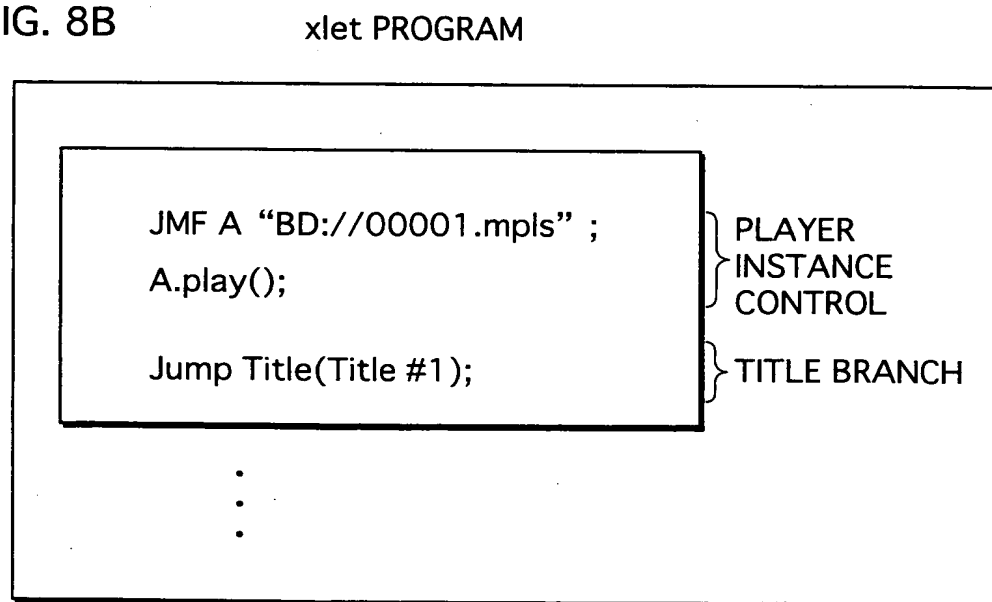 IG. 8B
xlet PROGRAM
JMF A “BD://00001.mpls” ;
A.play();
PLAYER
INSTANCE
CONTROL
Jump Title(Title #1);
TITLE BRANCH